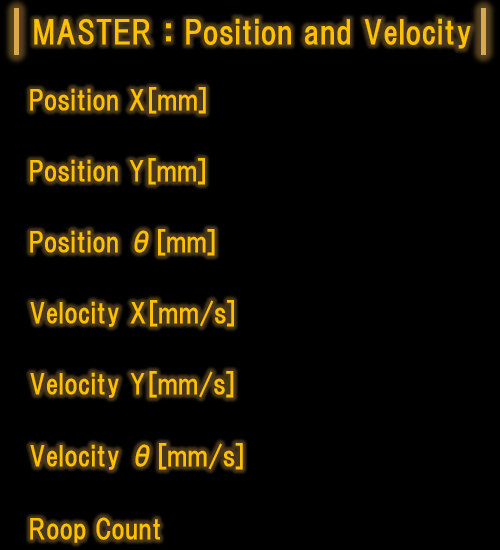 MASTER : Position and Velocity
Position X[mm]
Position Y[mm]
Position θ [mm]
Velocity X[mm/s]
Velocity Y[mm/s]
Velocity θ [mm/s]
Roop Count